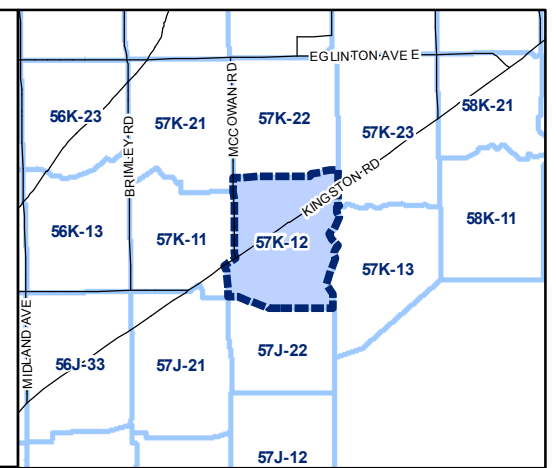 EGLINTON AVE E
56K-23
57K-21
MCCOWAN RD
57K-22
57K-23
58K-21
BRIMLEY RD
KINGSTON RD
56K-13
57K-11
57K-12
57K-13
58K-11
MIDLAND AVE
56J-33
57J-21
57J-22
57J-12